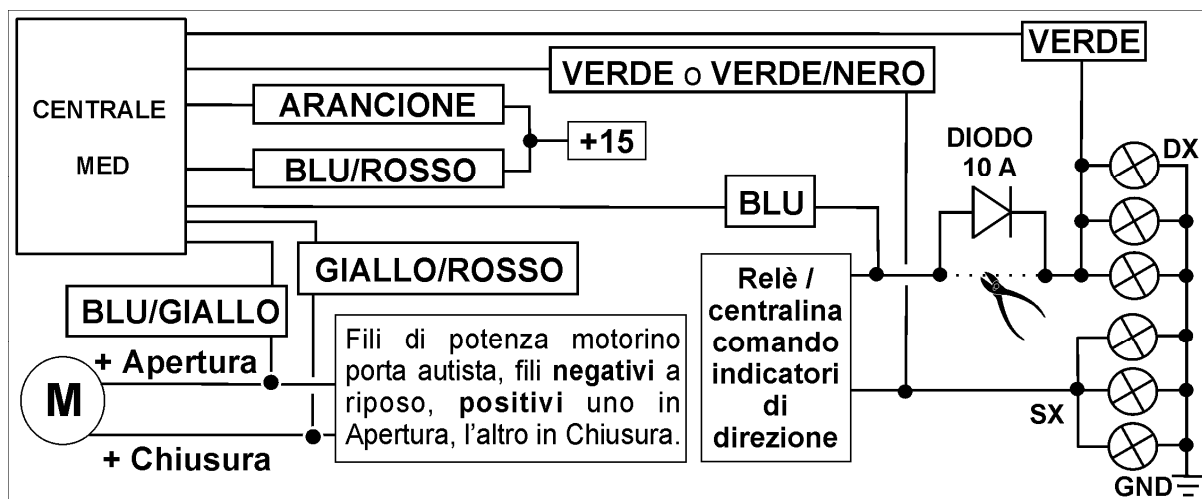 CENTRALE
MED
VERDE
VERDE o VERDE/NERO
ARANCIONE
+15
BLU/ROSSO
DIODO
10 A
DX
BLU
GIALLO/ROSSO
BLU/GIALLO
+ Apertura
M
+ Chiusura
Fili di potenza motorino
porta autista, fili negativi a
riposo, positivi uno in
Apertura, l'altro in Chiusura.
Relè /
centralina
comando
indicatori
di
direzione
SX
GND